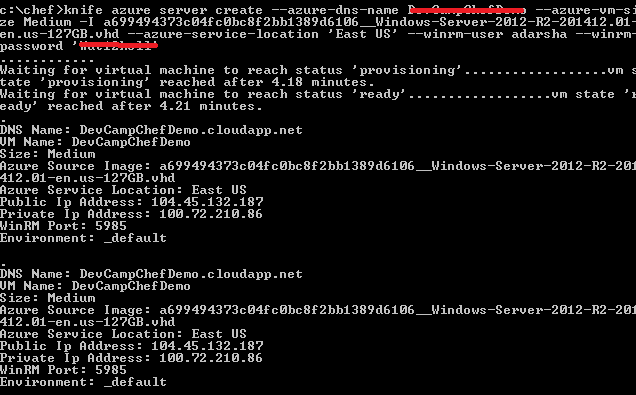 c:\chef>knife azure server create --azure-dns-name --azure-vm-si
ze Medium -I a699494373c04fc0bc8f2bb1389d6106__Windows-Server-2012-R2-201412.01-
en.us-127GB.vhd --azure-service-location 'East US' --winrm-user adarsha --winrm-
password
............
Waiting for virtual machine to reach status 'provisioning'.................vm st
ate 'provisioning' reached after 4.18 minutes.
Waiting for virtual machine to reach status 'ready'..................vm state 'r
eady' reached after 4.21 minutes.
.
DNS Name: DevCampChefDemo.cloudapp.net
VM Name: DevCampChefDemo
Size: Medium
Azure Source Image: a699494373c04fc0bc8f2bb1389d6106__Windows-Server-2012-R2-201
412.01-en.us-127GB.vhd
Azure Service Location: East US
Public Ip Address: 104.45.132.187
Private Ip Address: 100.72.210.86
WinRM Port: 5985
Environment: _default
.
DNS Name: DevCampChefDemo.cloudapp.net
VM Name: DevCampChefDemo
Size: Medium
Azure Source Image: a699494373c04fc0bc8f2bb1389d6106__Windows-Server-2012-R2-201
412.01-en.us-127GB.vhd
Azure Service Location: East US
Public Ip Address: 104.45.132.187
Private Ip Address: 100.72.210.86
WinRM Port: 5985
Environment: _default